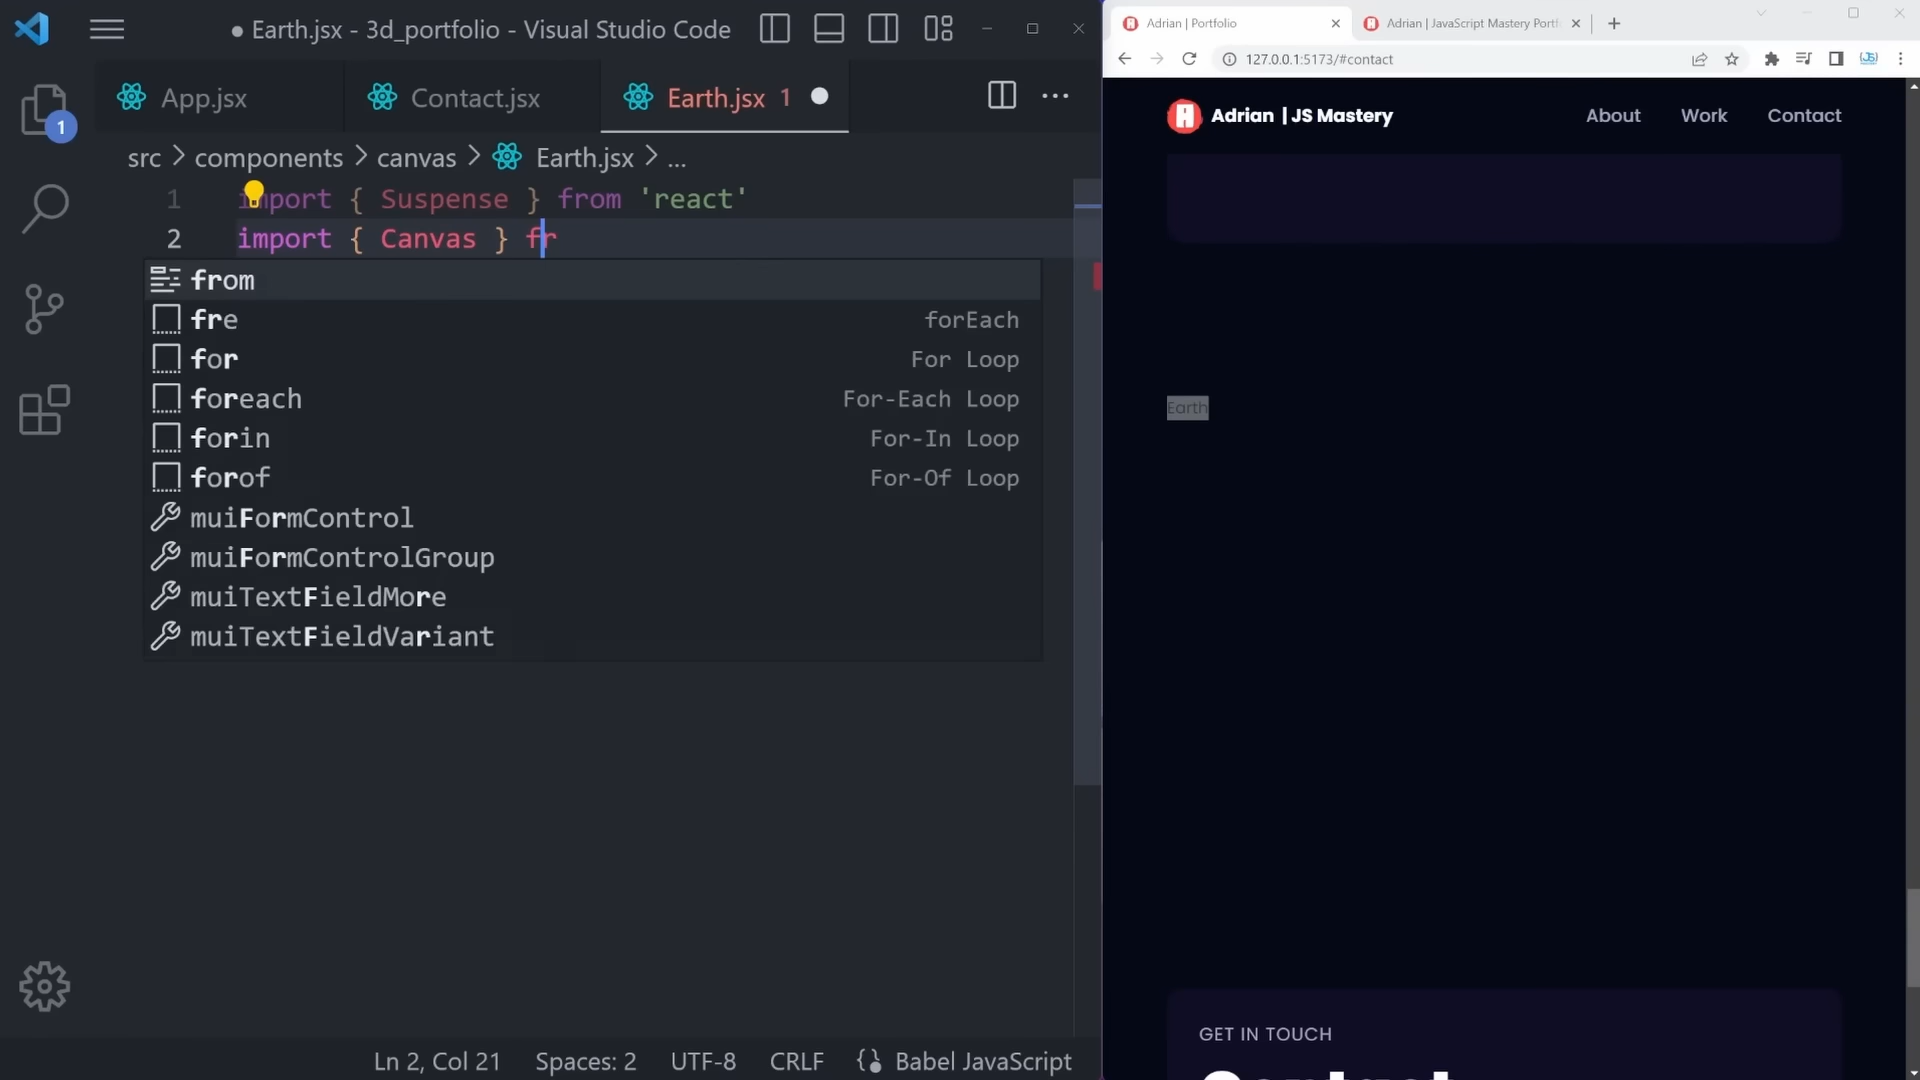 ● Earth.jsx - 3d_portfolio - Visual Studio Code
App.jsx
Contact.jsx
Earth.jsx 1
src > components > canvas > Earth.jsx > ...
1 import { Suspense } from 'react'
2 import { Canvas } fr
from
fre forEach
for For Loop
foreach For-Each Loop
forin For-In Loop
forof For-Of Loop
muiFormControl
muiFormControlGroup
muiTextFieldMore
muiTextFieldVariant
1
Ln 2, Col 21 Spaces: 2 UTF-8 CRLF Babel JavaScript
Adrian | Portfolio
Adrian | JavaScript Mastery Portf
127.0.0.1:5173/#contact
Adrian | JS Mastery
About Work Contact
Earth
GET IN TOUCH